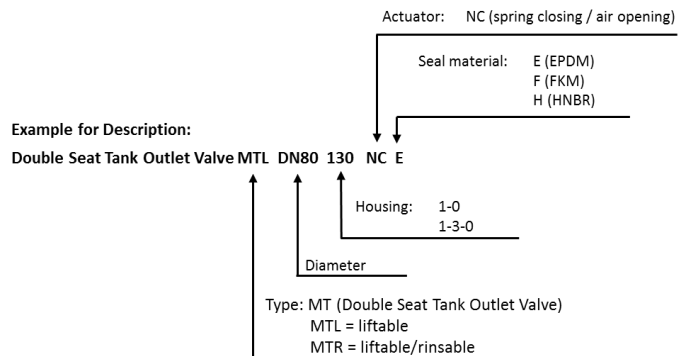 Actuator: NC (spring closing / air opening)
Seal material: E (EPDM)
F (FKM)
H (HNBR)
Example for Description:
Double Seat Tank Outlet Valve MTL DN80 130 NC E
Housing: 1-0
1-3-0
Diameter
Type: MT (Double Seat Tank Outlet Valve)
MTL = liftable
MTR = liftable/rinsable